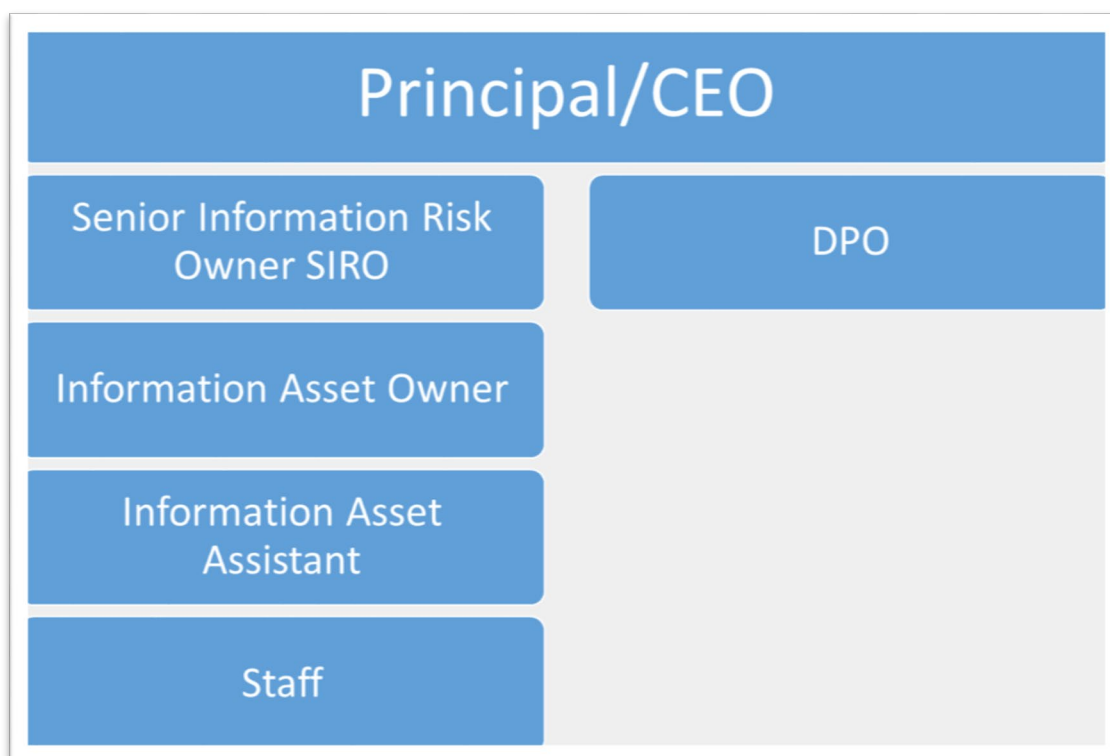 Principal/CEO
Senior Information Risk
Owner SIRO
DPO
Information Asset Owner
Information Asset
Assistant
Staff